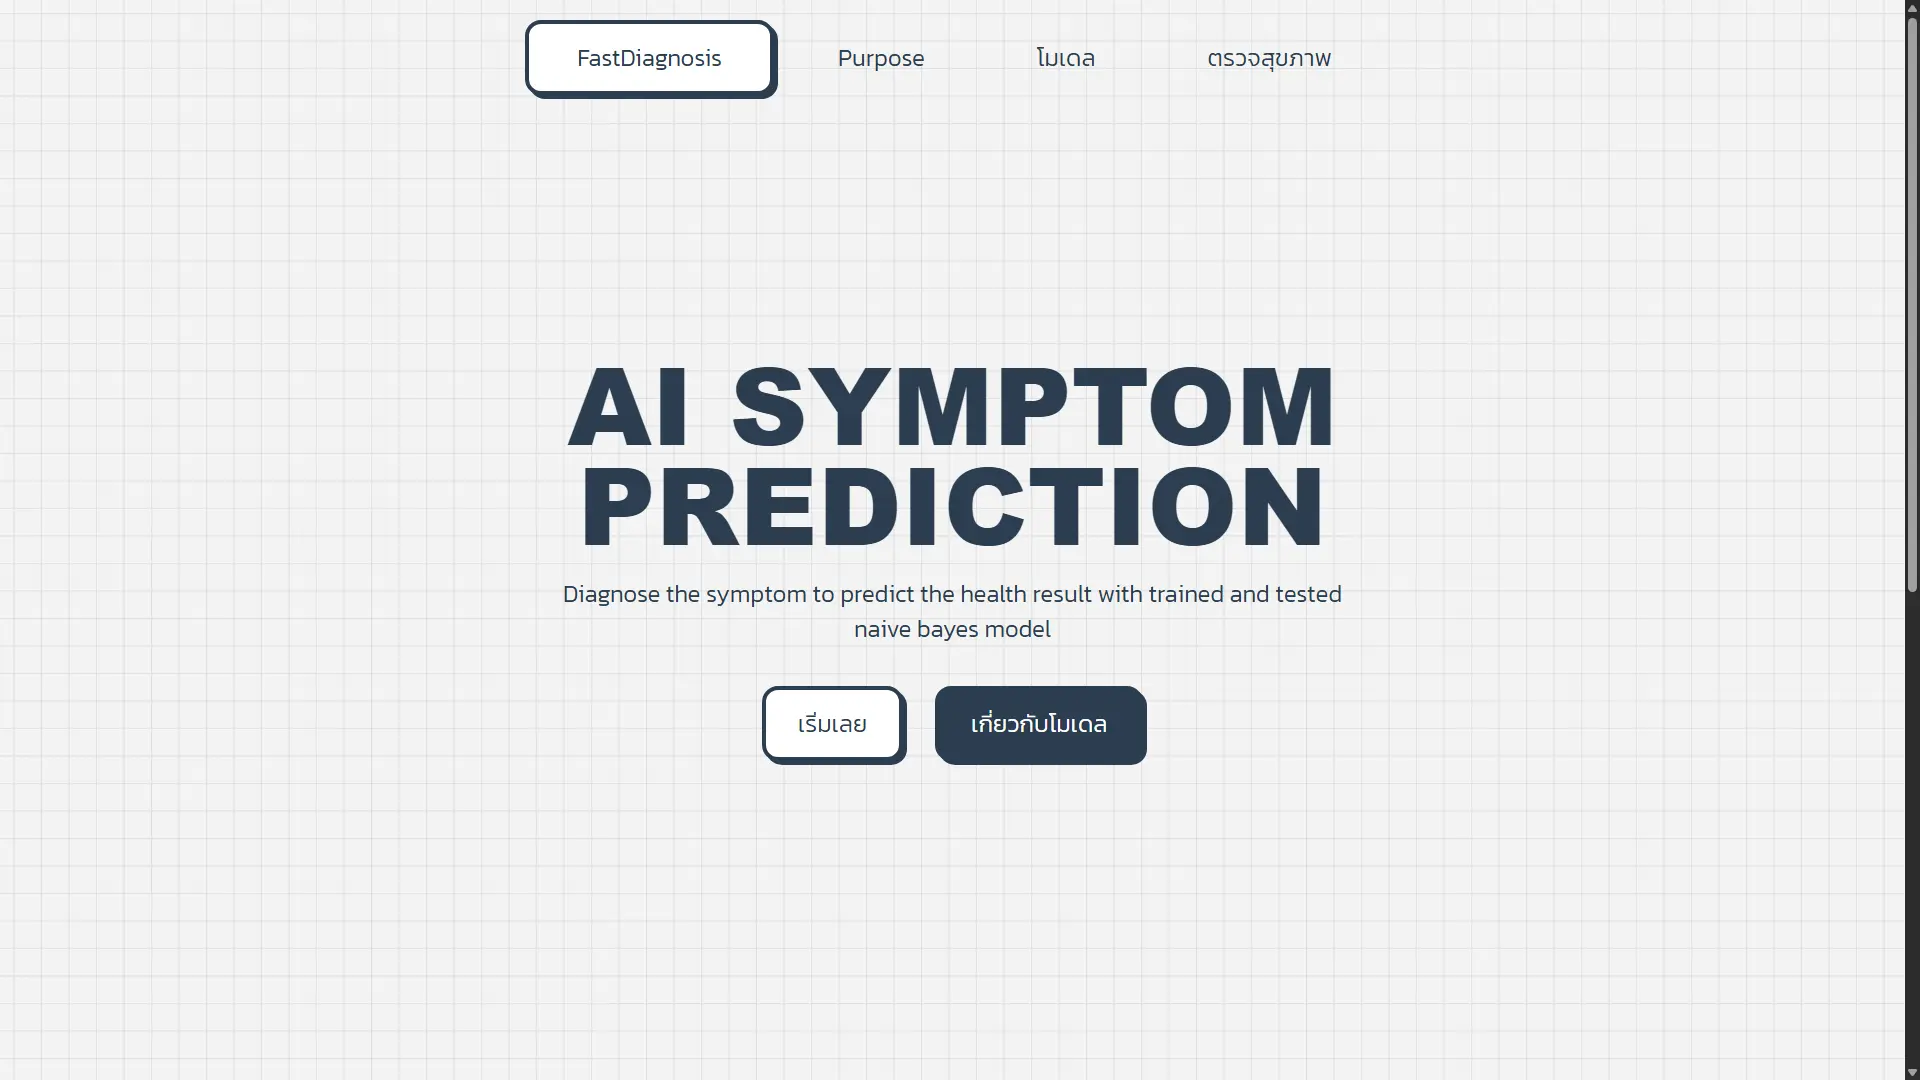 FastDiagnosis
Purpose
โมเดล
ตรวจสุขภาพ
AI SYMPTOM
PREDICTION
Diagnose the symptom to predict the health result with trained and tested
naive bayes model
เริ่มเลย
เกี่ยวกับโมเดล